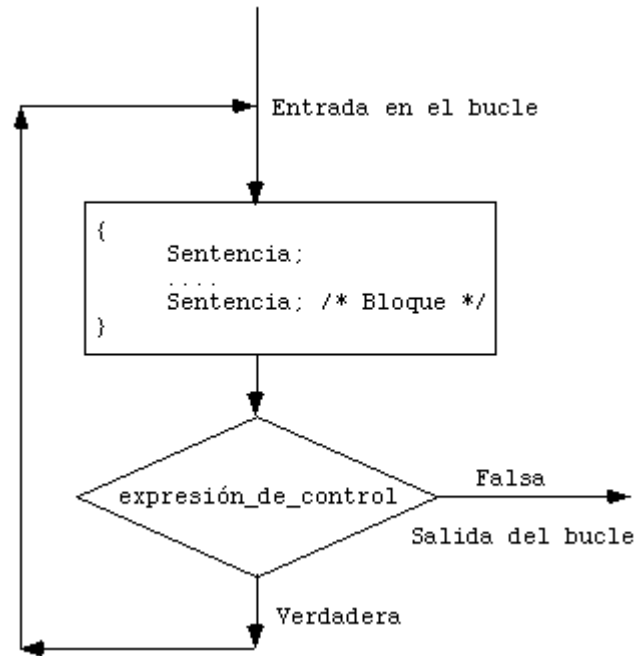 Entrada en el bucle
{
Sentencia;
....
Sentencia; /* Bloque */
}
expresión_de_control
Falsa
Salida del bucle
Verdadera